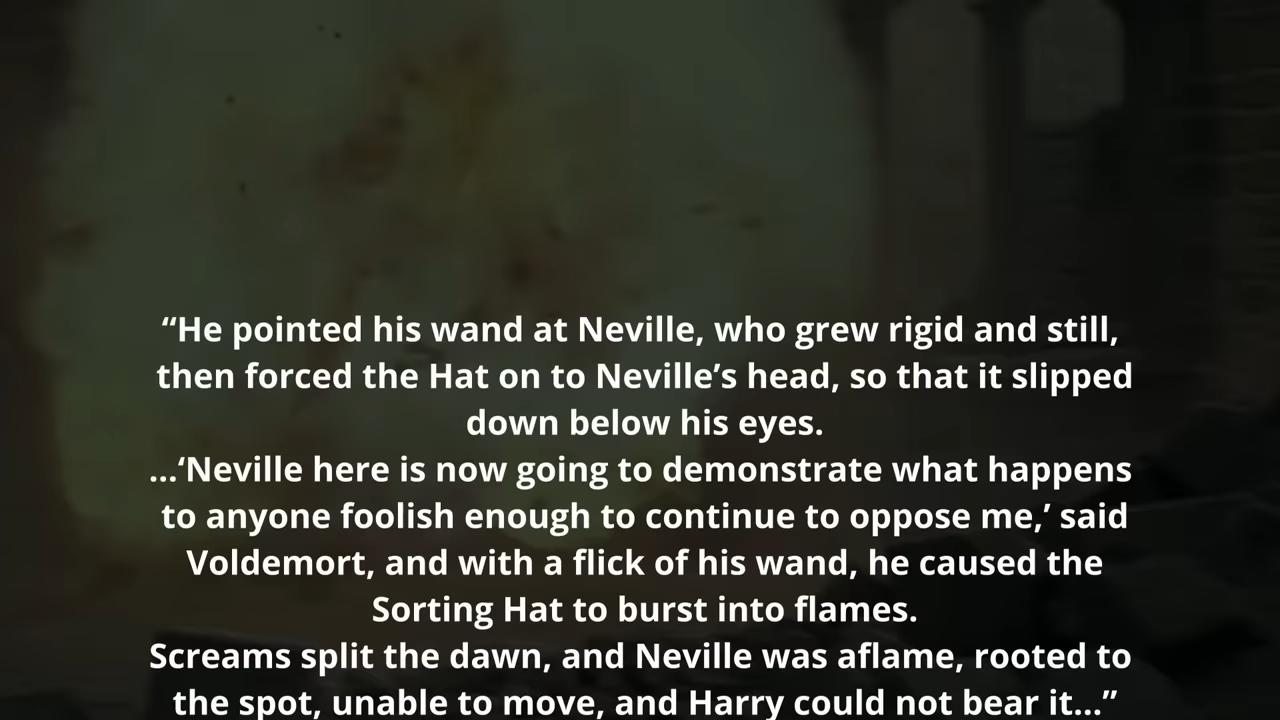 “He pointed his wand at Neville, who grew rigid and still,
then forced the Hat on to Neville’s head, so that it slipped
down below his eyes.
...‘Neville here is now going to demonstrate what happens
to anyone foolish enough to continue to oppose me,’ said
Voldemort, and with a flick of his wand, he caused the
Sorting Hat to burst into flames.
Screams split the dawn, and Neville was aflame, rooted to
the spot, unable to move, and Harry could not bear it...”